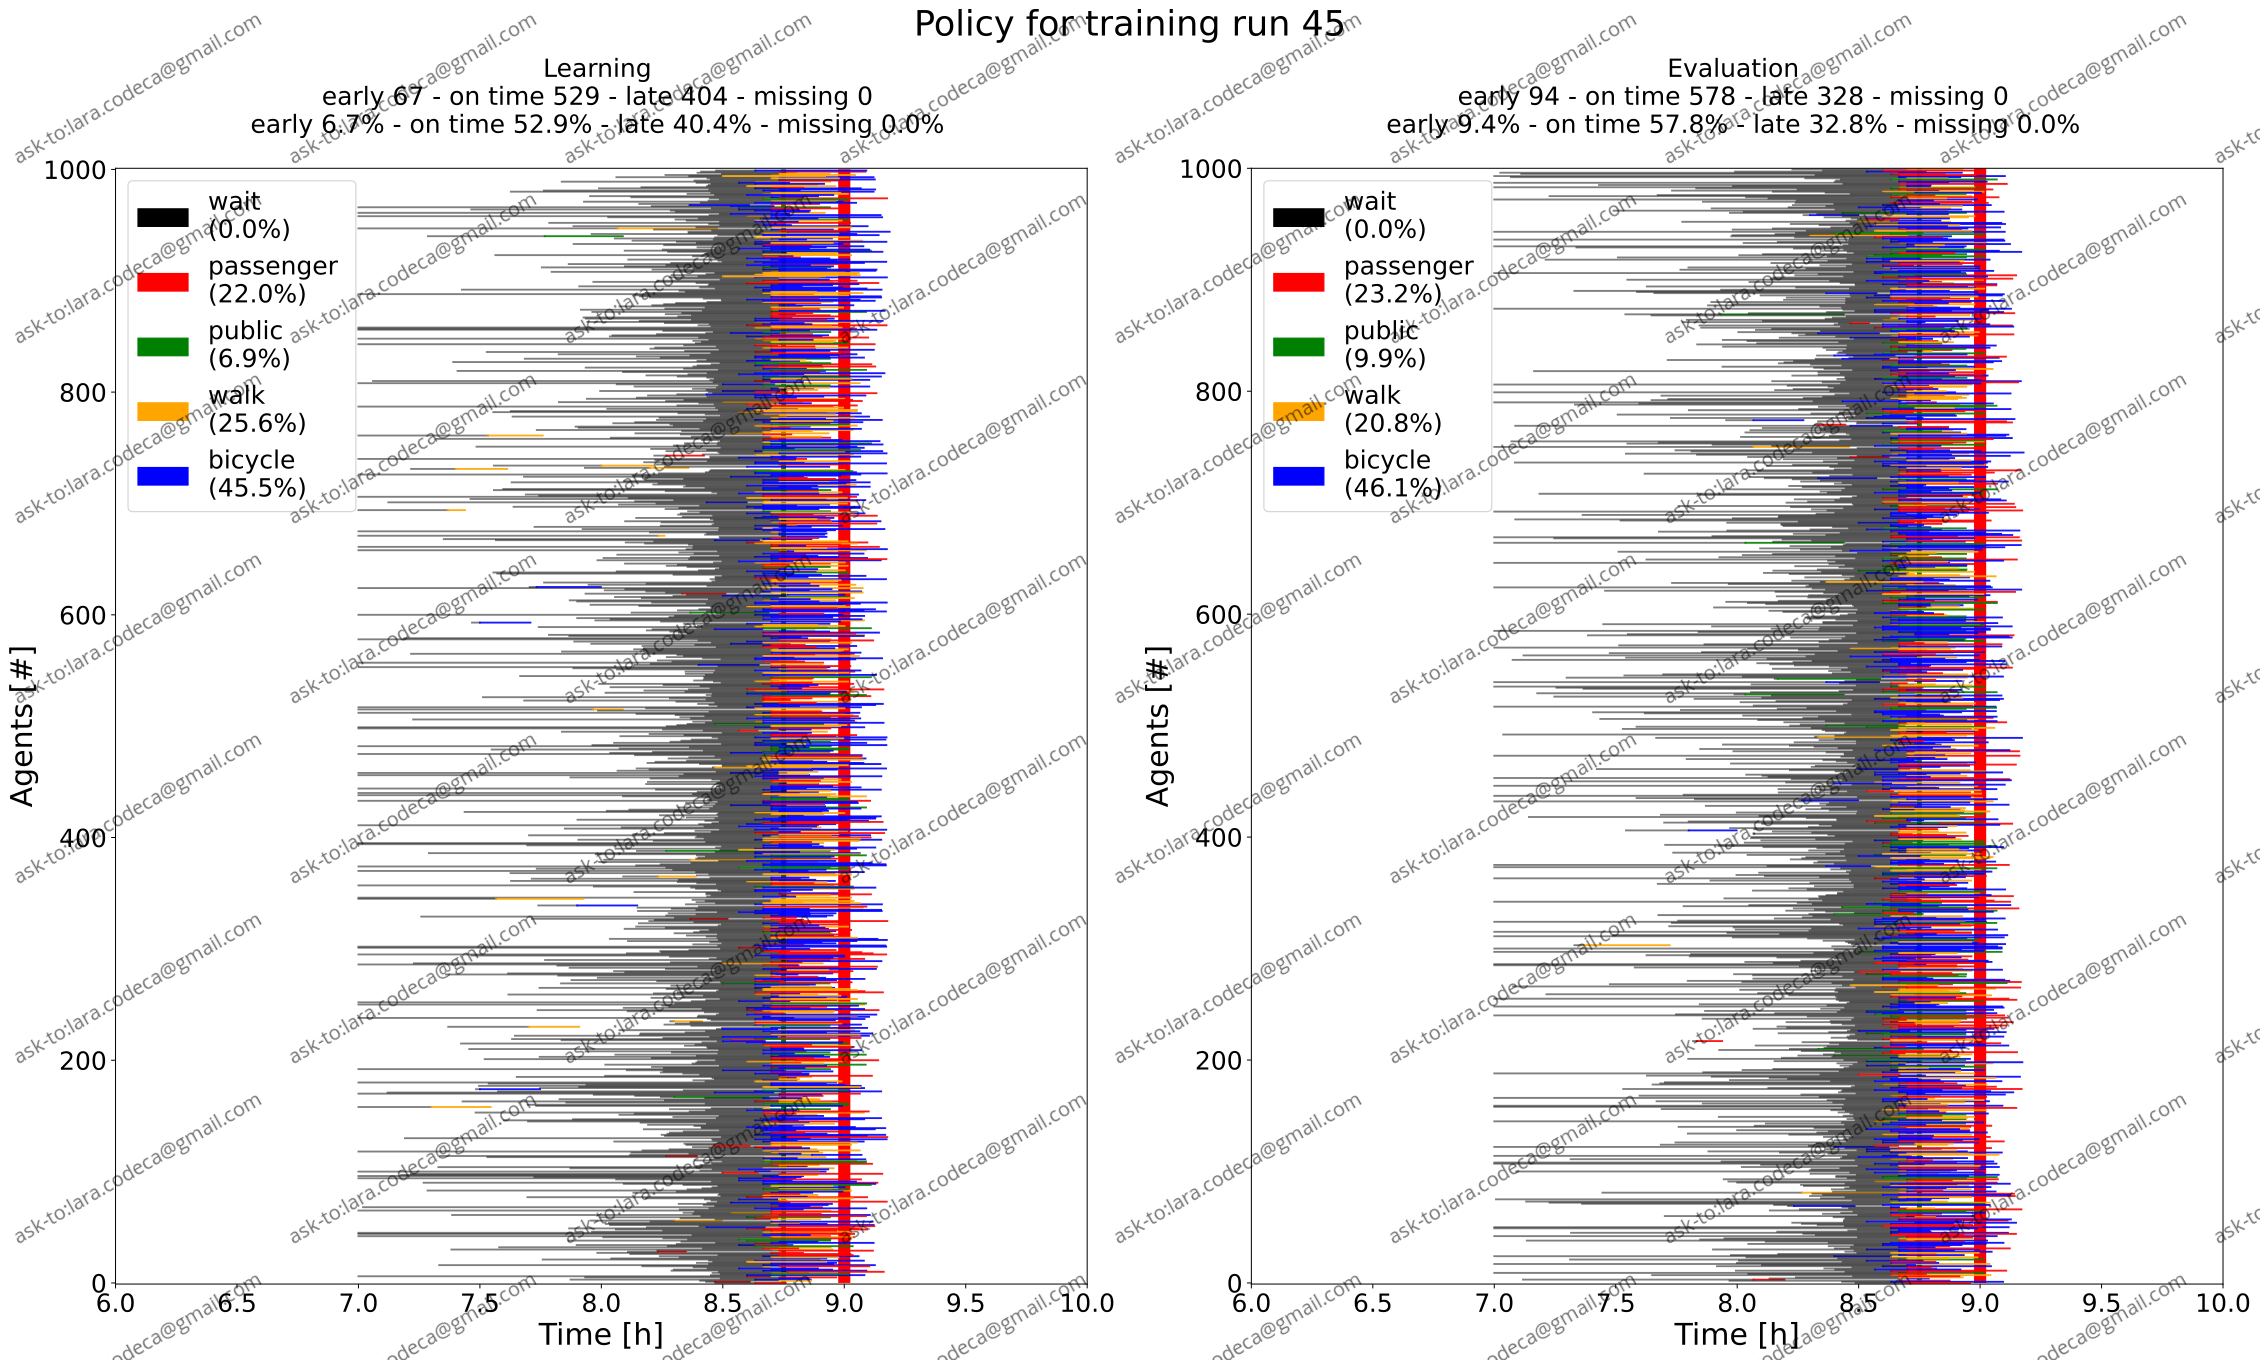 Policy for training run 45
Learning
early 67 - on time 529 - late 404 - missing 0
early 6.7% - on time 52.9% - late 40.4% - missing 0.0%
1000
800
600
400
200
0
Agents [#]
wait
(0.0%)
passenger
(22.0%)
public
(6.9%)
walk
(25.6%)
bicycle
(45.5%)
6.0 6.5 7.0 7.5 8.0 8.5 9.0 9.5 10.0
Time [h]
Evaluation
early 94 - on time 578 - late 328 - missing 0
early 9.4% - on time 57.8% - late 32.8% - missing 0.0%
1000
800
600
400
200
0
Agents [#]
wait
(0.0%)
passenger
(23.2%)
public
(9.9%)
walk
(20.8%)
bicycle
(46.1%)
6.0 6.5 7.0 7.5 8.0 8.5 9.0 9.5 10.0
Time [h]
ask-to:lara.codeca@gmail.com